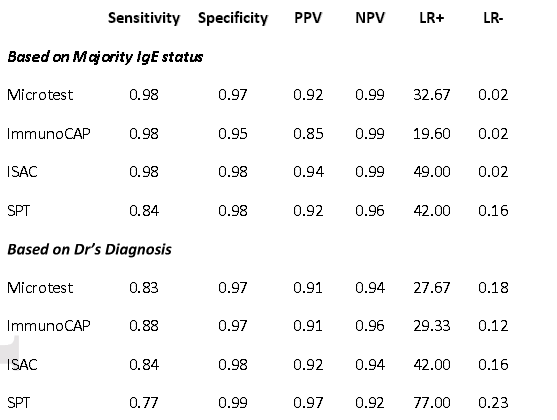 Sensitivity Specificity PPV NPV LR+ LR-
Based on Majority IgE status
Microtest 0.98 0.97 0.92 0.99 32.67 0.02
ImmunoCAP 0.98 0.95 0.85 0.99 19.60 0.02
ISAC 0.98 0.98 0.94 0.99 49.00 0.02
SPT 0.84 0.98 0.92 0.96 42.00 0.16
Based on Dr's Diagnosis
Microtest 0.83 0.97 0.91 0.94 27.67 0.18
ImmunoCAP 0.88 0.97 0.91 0.96 29.33 0.12
ISAC 0.84 0.98 0.92 0.94 42.00 0.16
SPT 0.77 0.99 0.97 0.92 77.00 0.23